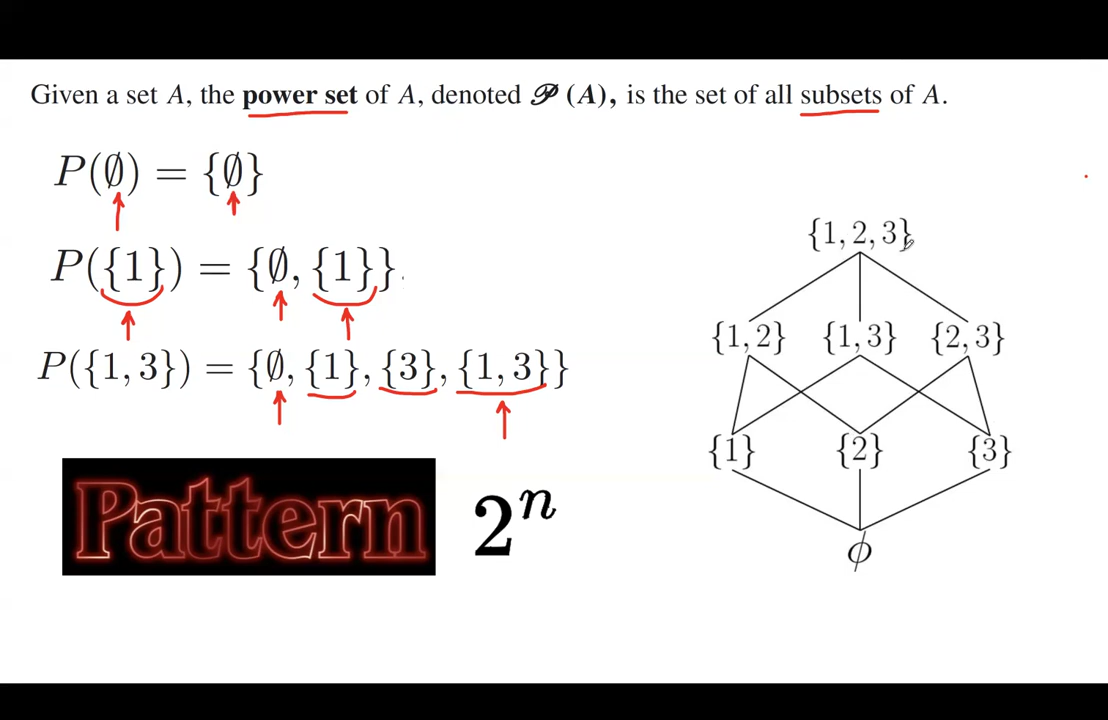 Given a set A, the power set of A, denoted 𝒫 (A), is the set of all subsets of A.
P(∅) = {∅}
P({1}) = {∅, {1}}.
P({1, 3}) = {∅, {1}, {3}, {1, 3}}
Pattern 2ⁿ
{1, 2, 3}
{1, 2} {1, 3} {2, 3}
{1} {2} {3}
ϕ